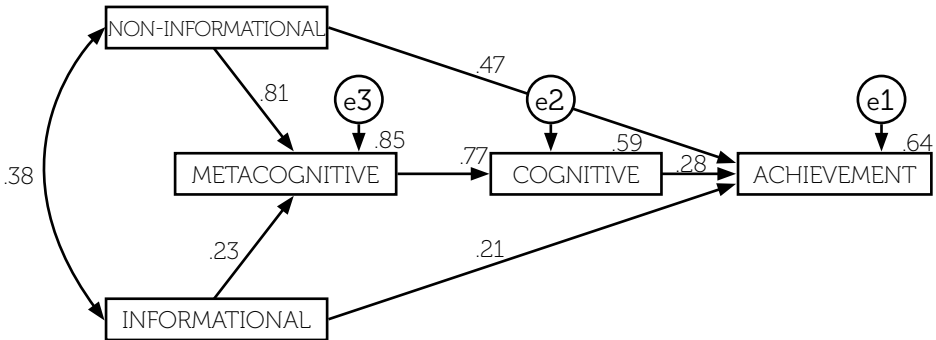 NON-INFORMATIONAL
.47
.81
e3
e2
e1
.85
.59
.64
.38
METACOGNITIVE
.77
COGNITIVE
.28
ACHIEVEMENT
.23
.21
INFORMATIONAL